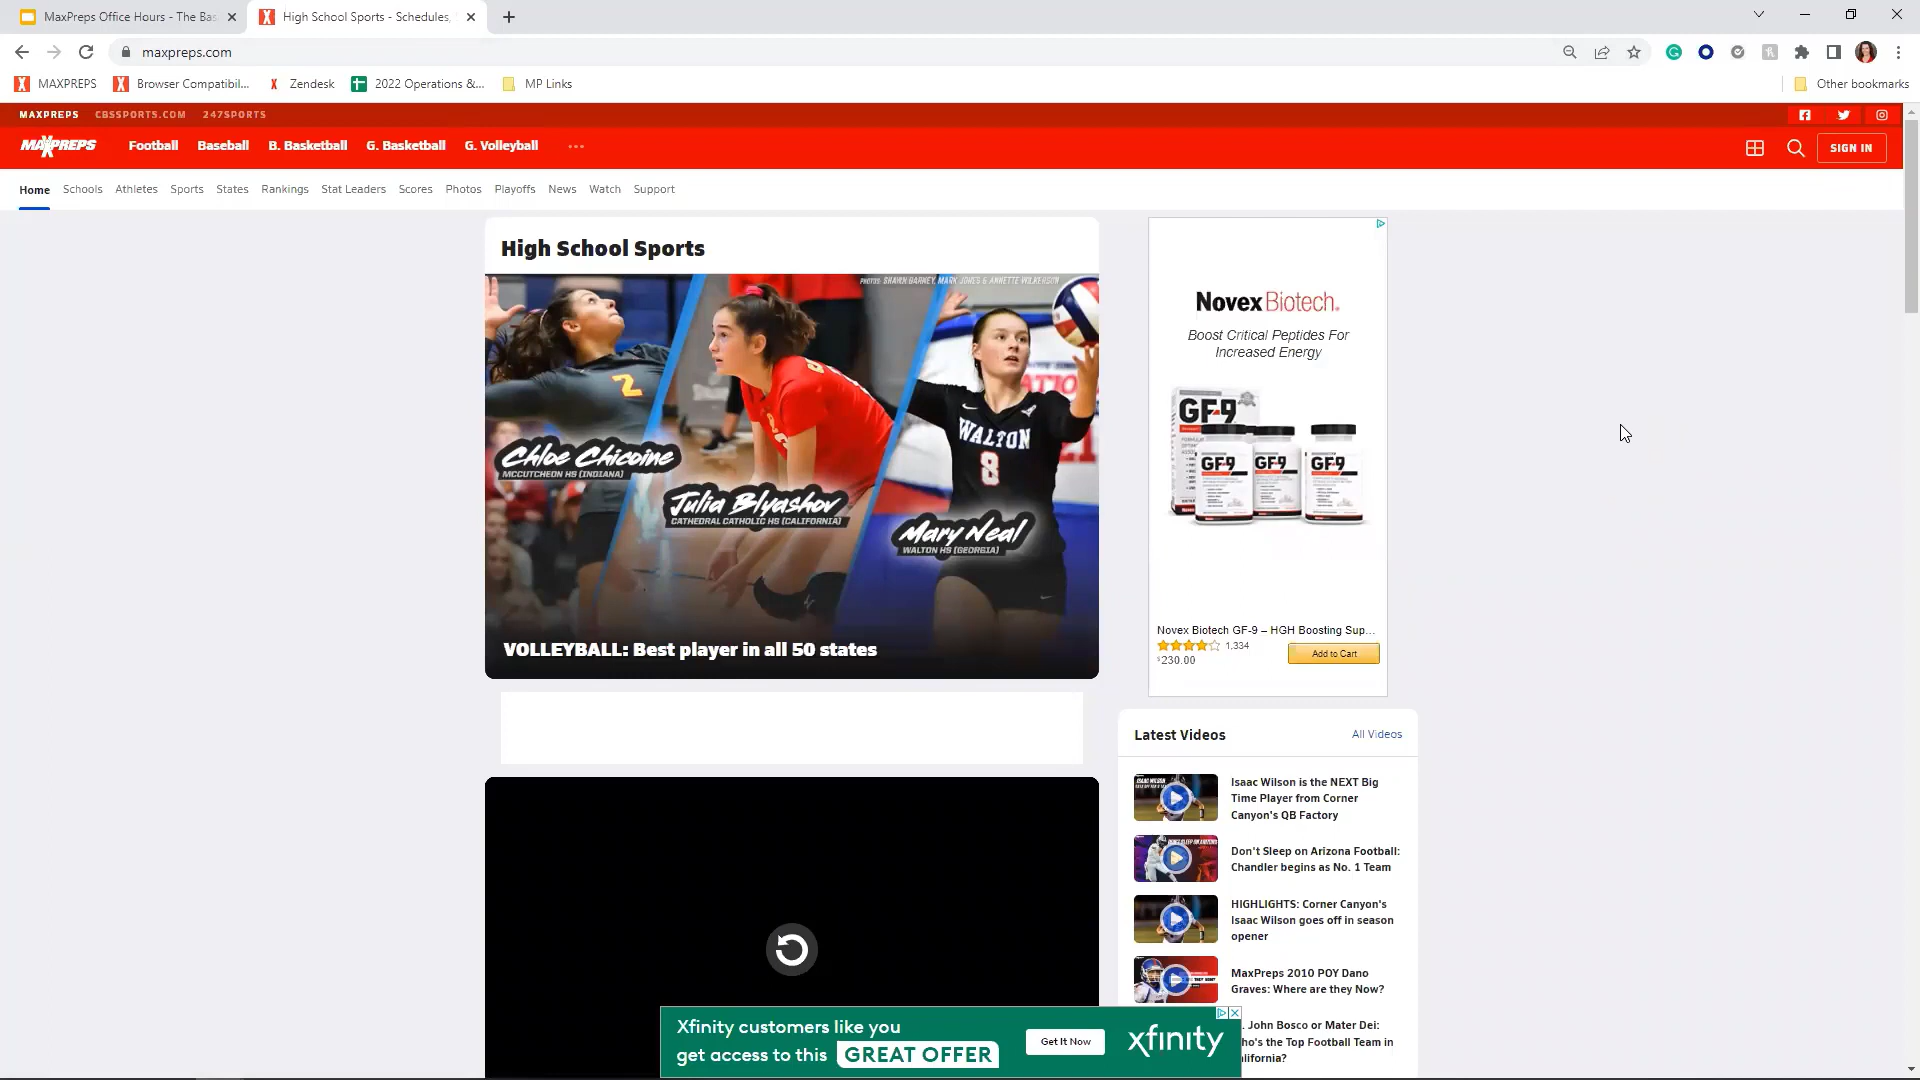 MaxPreps Office Hours - The Bas
High School Sports - Schedules,
maxpreps.com
MAXPREPS
Browser Compatibil...
Zendesk
2022 Operations &...
MP Links
Other bookmarks
MAXPREPS CBSSPORTS.COM 247SPORTS
MAXPREPS
Football Baseball B. Basketball G. Basketball G. Volleyball ...
SIGN IN
Home Schools Athletes Sports States Rankings Stat Leaders Scores Photos Playoffs News Watch Support
High School Sports
PHOTOS: SHAWN BARNEY, MARK JONES & ANNETTE WILKERSON
2
WALTON
8
Chloe Chicoine
MCCUTCHEON HS (INDIANA)
Julia Blyashov
CATHEDRAL CATHOLIC HS (CALIFORNIA)
Mary Neal
WALTON HS (GEORGIA)
VOLLEYBALL: Best player in all 50 states
Novex Biotech.
Boost Critical Peptides For
Increased Energy
GF-9
GF-9 GF-9 GF-9
Novex Biotech GF-9 – HGH Boosting Sup...
1,334
$230.00
Add to Cart
Latest Videos
All Videos
Isaac Wilson is the NEXT Big
Time Player from Corner
Canyon's QB Factory
Don't Sleep on Arizona Football:
Chandler begins as No. 1 Team
HIGHLIGHTS: Corner Canyon's
Isaac Wilson goes off in season
opener
MaxPreps 2010 POY Dano
Graves: Where are they Now?
. John Bosco or Mater Dei:
ho's the Top Football Team in
lifornia?
Xfinity customers like you
get access to this GREAT OFFER
Get It Now
xfinity